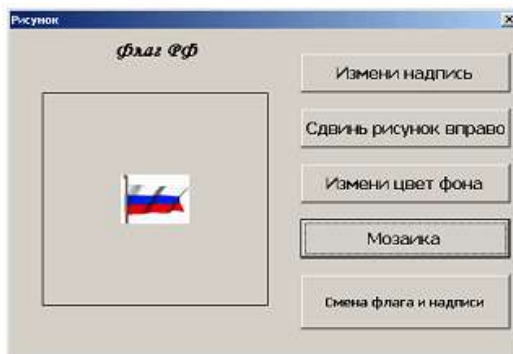 Рисунок
Флаг РФ
Измени надпись
Сдвинь рисунок вправо
Измени цвет фона
Мозаика
Смена флага и надписи